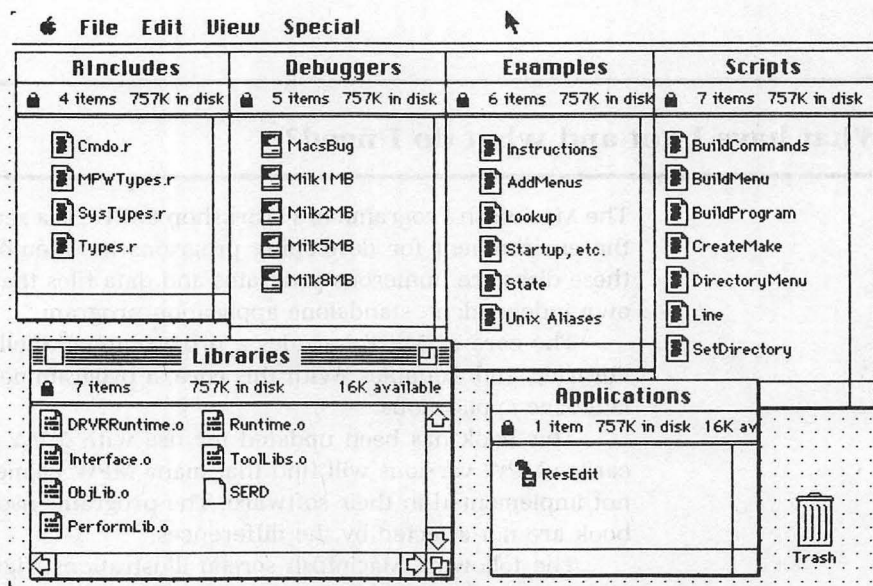 File Edit View Special
RIncludes
4 items 757K in disk
Cmdo.r
MPWTypes.r
SysTypes.r
Types.r
Debuggers
5 items 757K in disk
MacsBug
Milk1MB
Milk2MB
Milk5MB
Milk8MB
Examples
6 items 757K in disk
Instructions
AddMenus
Lookup
Startup, etc.
State
Unix Aliases
Scripts
7 items 757K in disk
BuildCommands
BuildMenu
BuildProgram
CreateMake
DirectoryMenu
Line
SetDirectory
Libraries
7 items 757K in disk 16K available
DRVRRuntime.o Runtime.o
Interface.o ToolLibs.o
ObjLib.o SERD
PerformLib.o
Applications
1 item 757K in disk 16K av
ResEdit
Trash